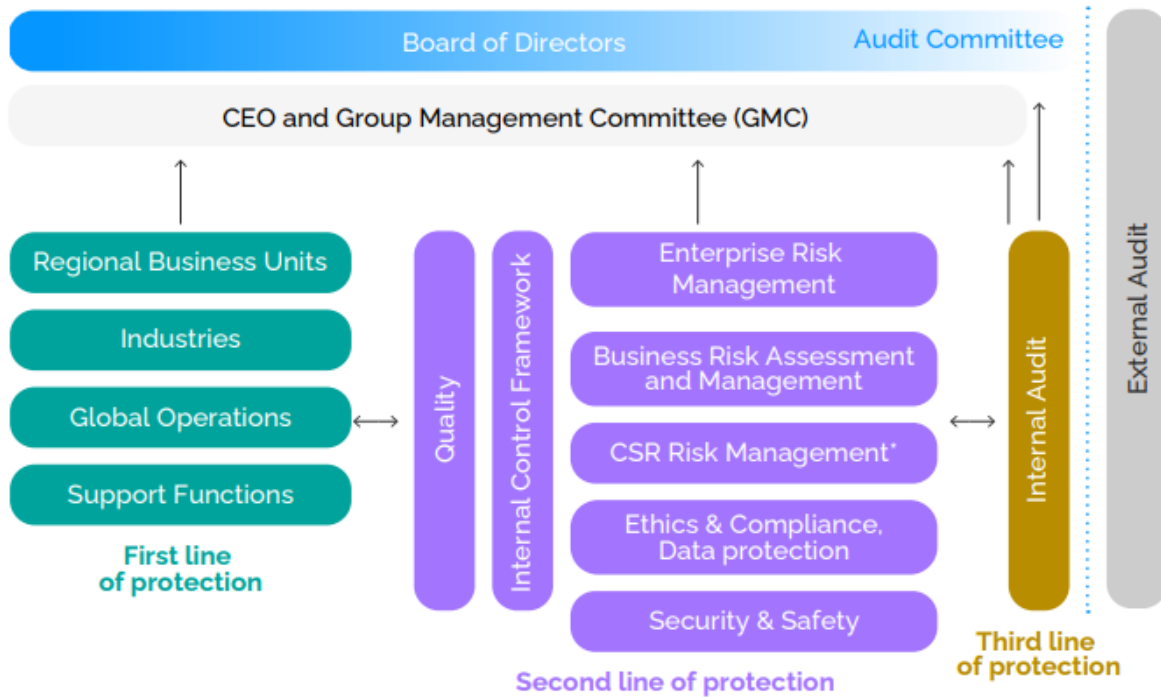 Board of Directors
Audit Committee
CEO and Group Management Committee (GMC)
Regional Business Units
Industries
Global Operations
Support Functions
First line
of protection
Quality
Internal Control Framework
Enterprise Risk
Management
Business Risk Assessment
and Management
CSR Risk Management*
Ethics & Compliance,
Data protection
Security & Safety
Second line of protection
Internal Audit
Third line
of protection
External Audit